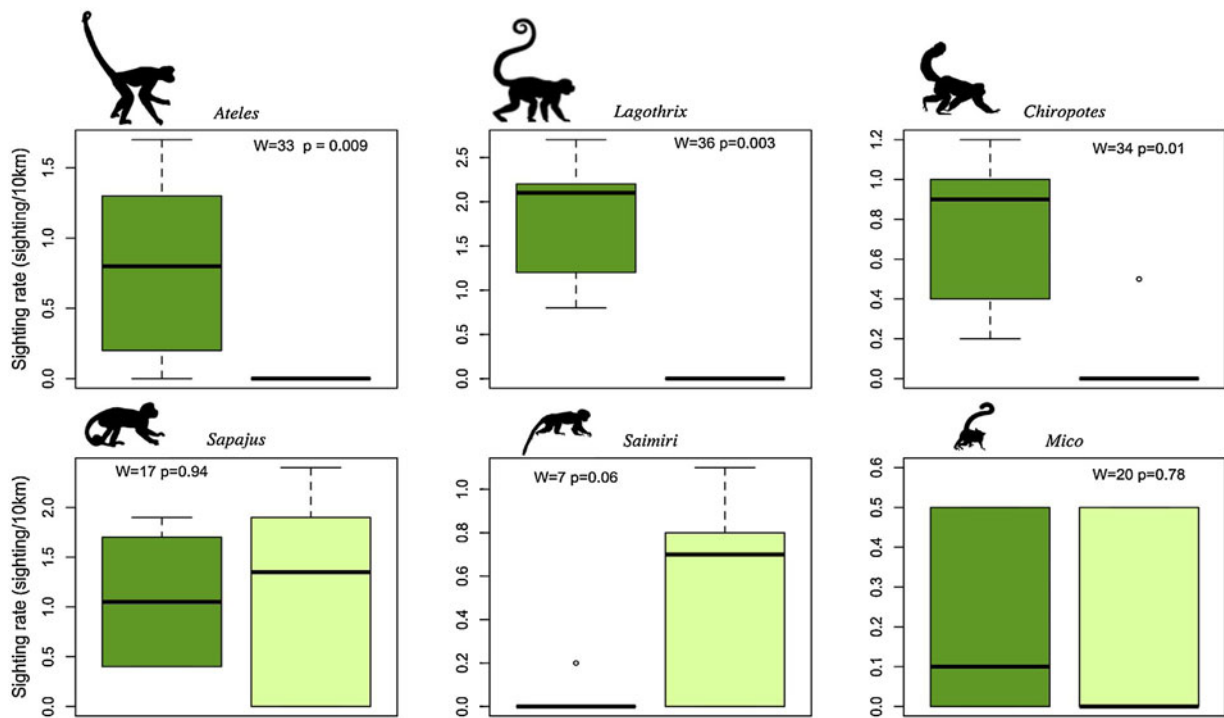 Ateles
Lagothrix
Chiropotes
Sighting rate (sighting/10km)
W=33 p = 0.009
0.0 0.5 1.0 1.5
W=36 p=0.003
0.0 0.5 1.0 1.5 2.0 2.5
W=34 p=0.01
0.0 0.2 0.4 0.6 0.8 1.0 1.2
Sapajus
Saimiri
Mico
Sighting rate (sighting/10km)
W=17 p=0.94
0.0 0.5 1.0 1.5 2.0
W=7 p=0.06
0.0 0.2 0.4 0.6 0.8 1.0
W=20 p=0.78
0.0 0.1 0.2 0.3 0.4 0.5 0.6